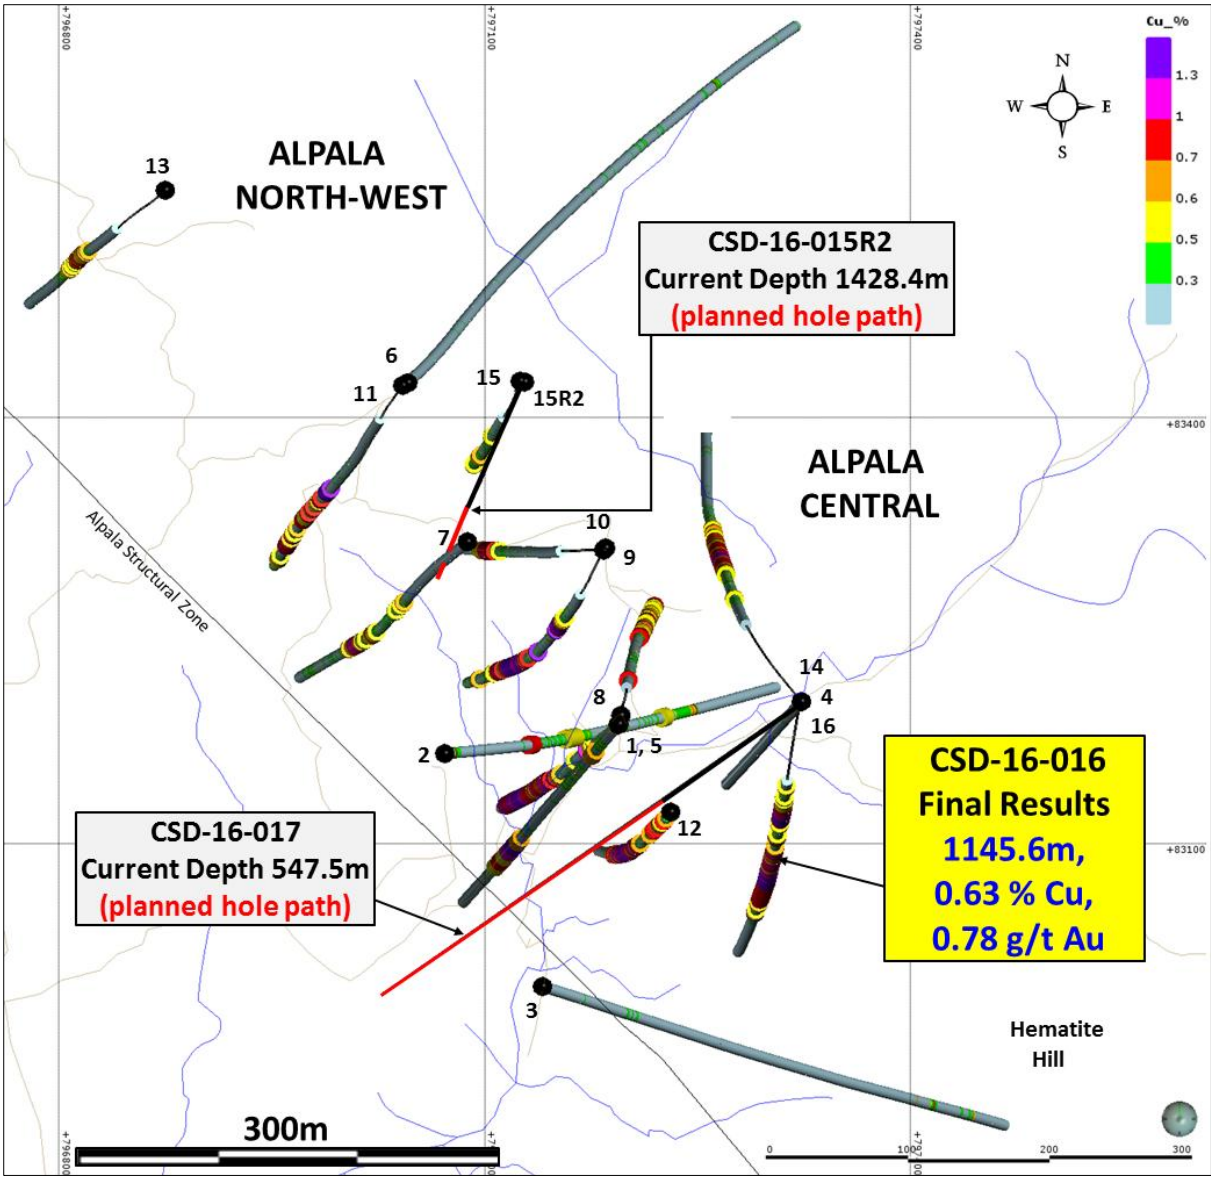 +796800
+797100
+797400
Cu_%
1.3
1
0.7
0.6
0.5
0.3
N
W E
S
ALPALA
NORTH-WEST
13
CSD-16-015R2
Current Depth 1428.4m
(planned hole path)
6
11
15
15R2
+83400
ALPALA
CENTRAL
Alpala Structural Zone
7
10
9
14
4
16
8
1, 5
2
12
CSD-16-016
Final Results
1145.6m,
0.63 % Cu,
0.78 g/t Au
CSD-16-017
Current Depth 547.5m
(planned hole path)
+83100
3
Hematite
Hill
300m
+796800
0 100 200 300